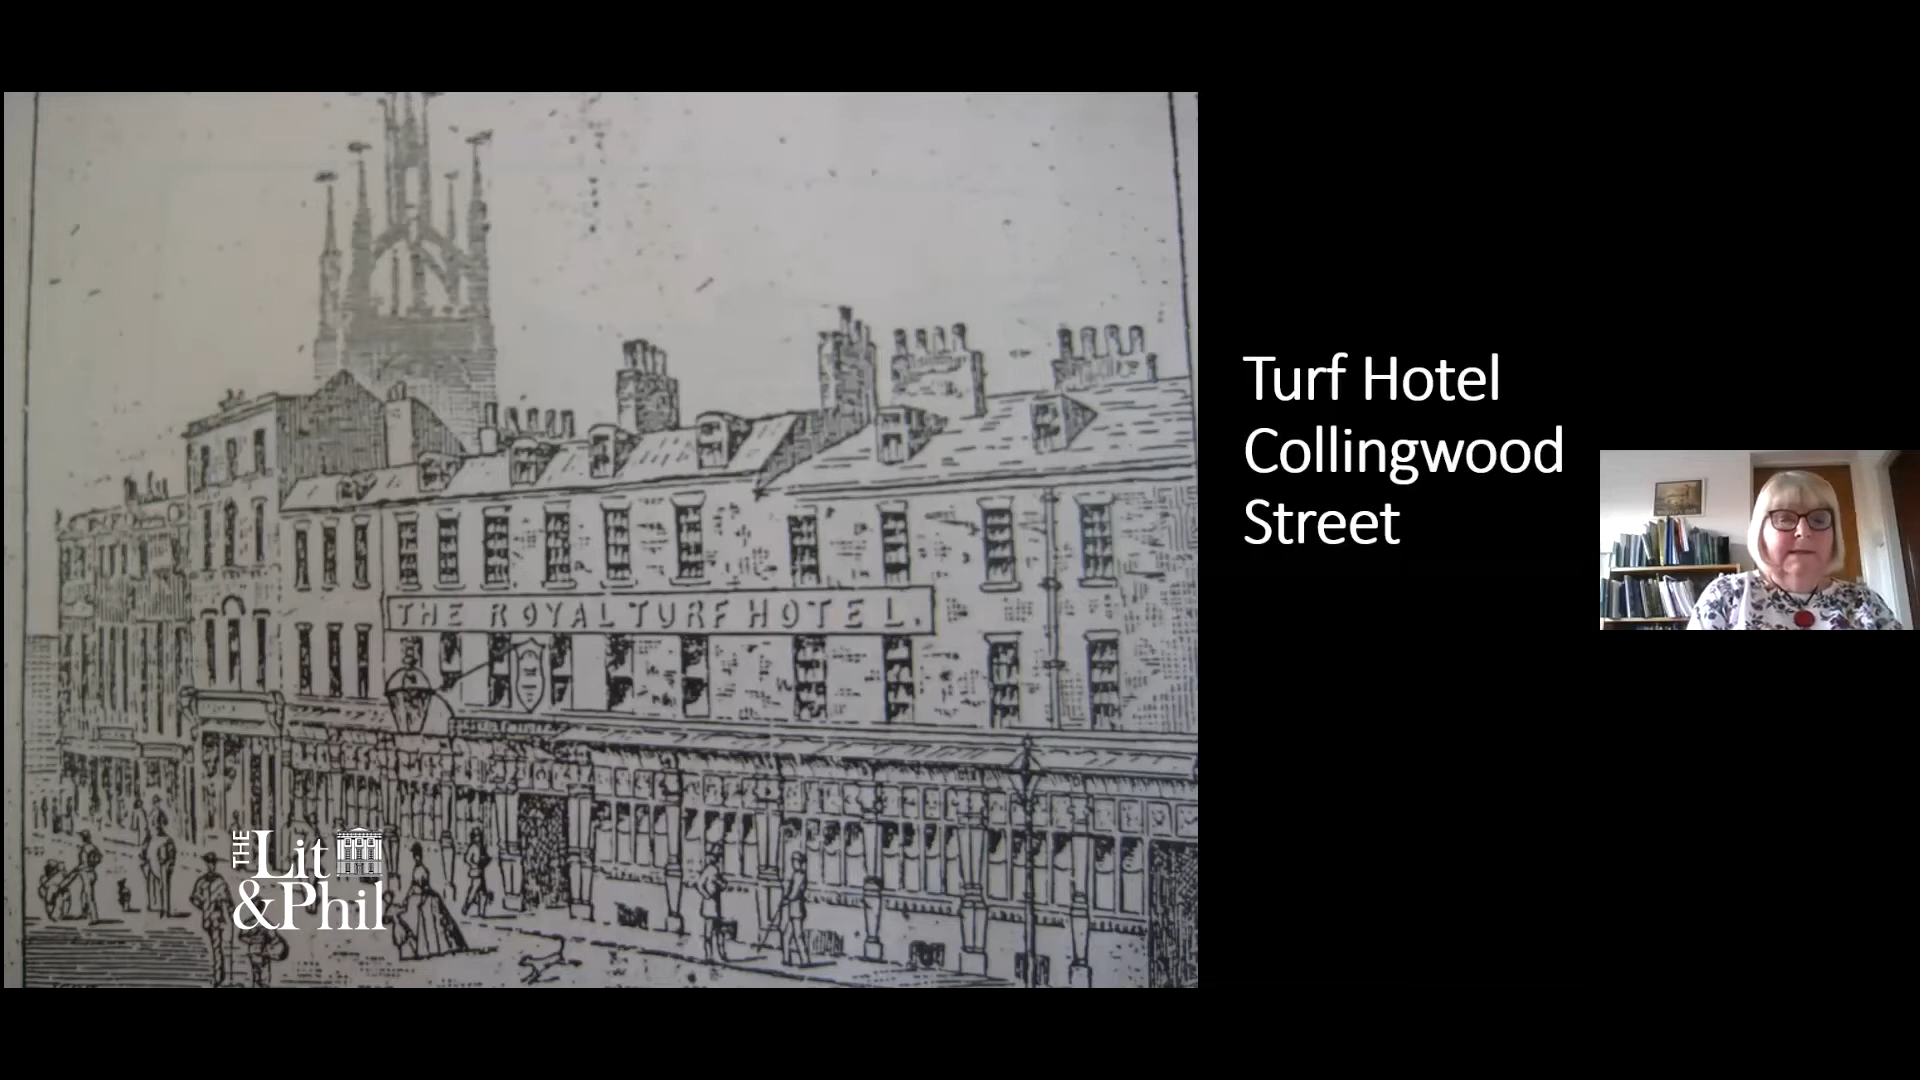 THE ROYAL TURF HOTEL.
THE
Lit
&Phil
Turf Hotel
Collingwood
Street